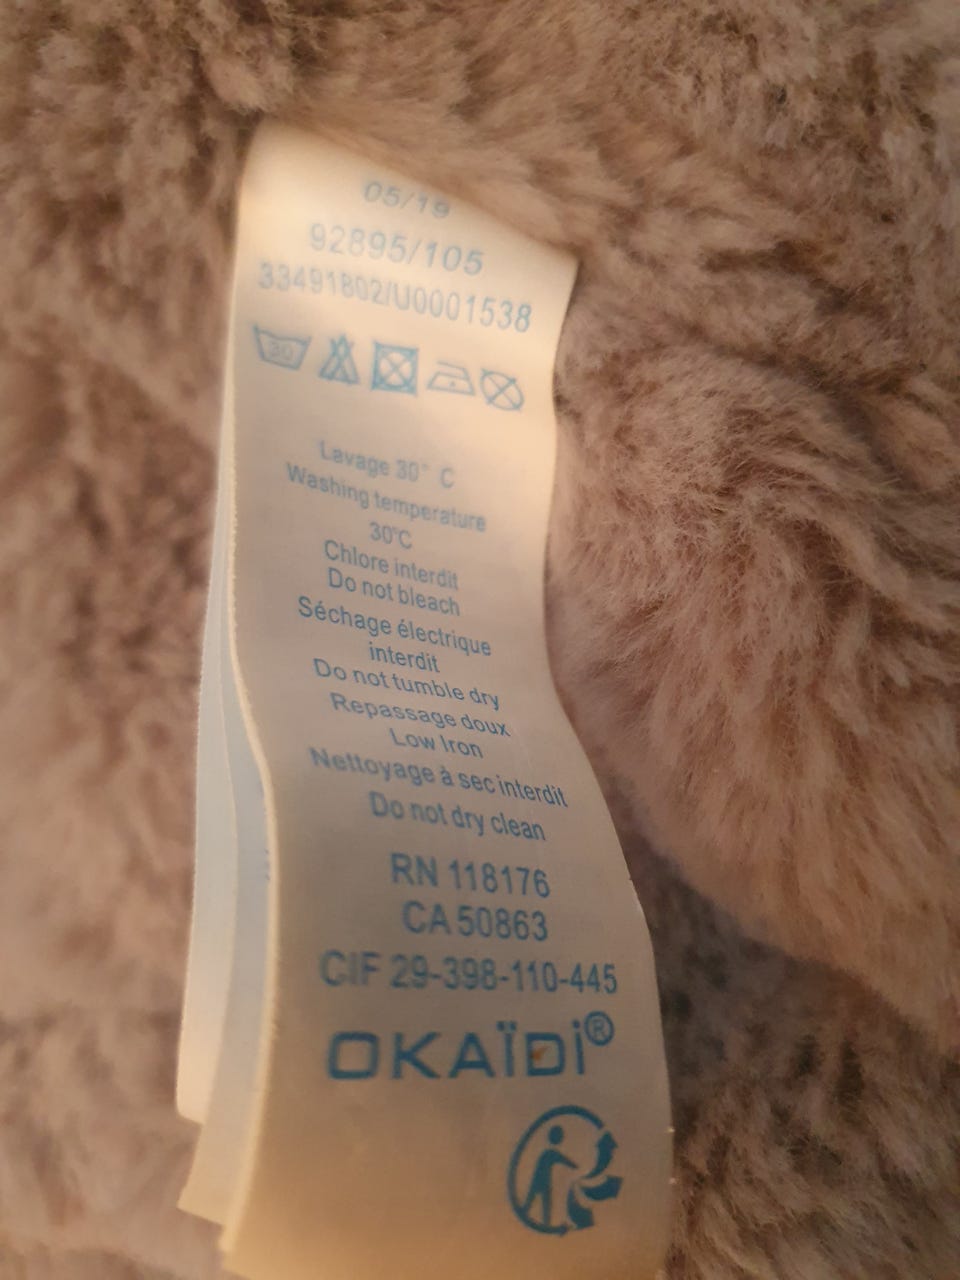 05/19
92895/105
33491802/U0001538
30
Lavage 30° C
Washing temperature
30°C
Chlore interdit
Do not bleach
Séchage électrique
interdit
Do not tumble dry
Repassage doux
Low Iron
Nettoyage à sec interdit
Do not dry clean
RN 118176
CA 50863
CIF 29-398-110-445
OKAÏDi®